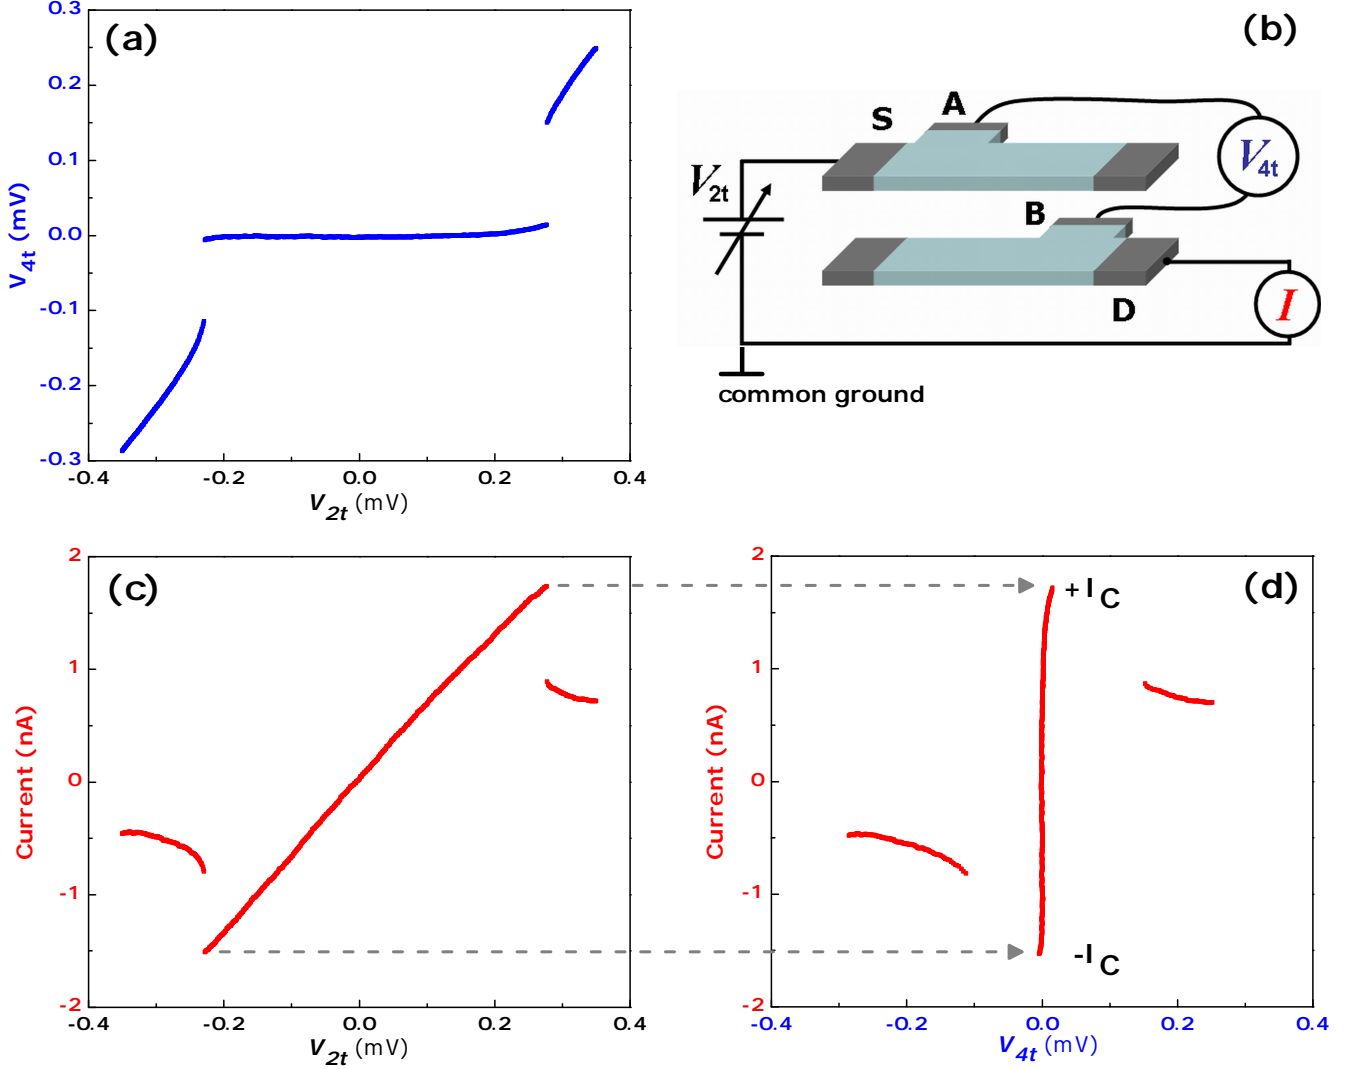 (a)
0.3
0.2
0.1
0.0
-0.1
-0.2
-0.3
V4t (mV)
-0.4 -0.2 0.0 0.2 0.4
V2t (mV)
(b)
S A
V2t
V4t
B
D
I
common ground
(c)
2
1
0
-1
-2
Current (nA)
-0.4 -0.2 0.0 0.2 0.4
V2t (mV)
(d)
+IC
-IC
2
1
0
-1
-2
Current (nA)
-0.4 -0.2 0.0 0.2 0.4
V4t (mV)